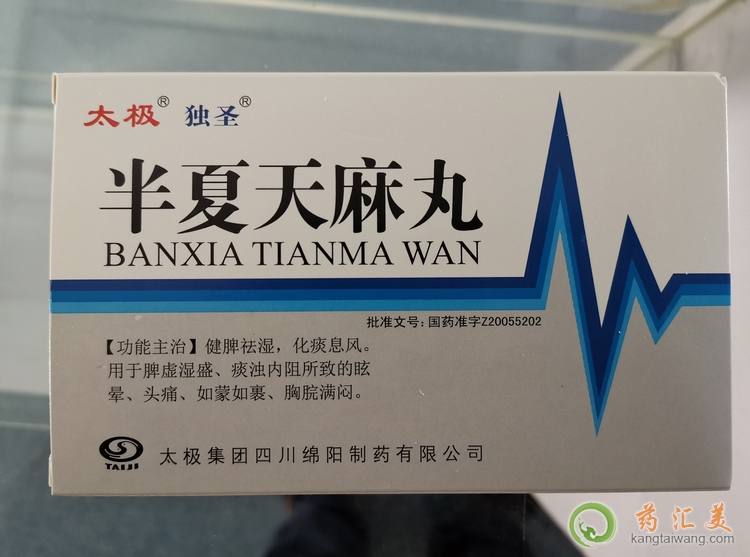 太极® 独圣®
半夏天麻丸
BANXIA TIANMA WAN
批准文号：国药准字Z20055202
【功能主治】健脾祛湿，化痰息风。
用于脾虚湿盛、痰浊内阻所致的眩
晕、头痛、如蒙如裹、胸脘满闷。
TAIJI
太极集团四川绵阳制药有限公司
药汇美
kangtaiwang.com